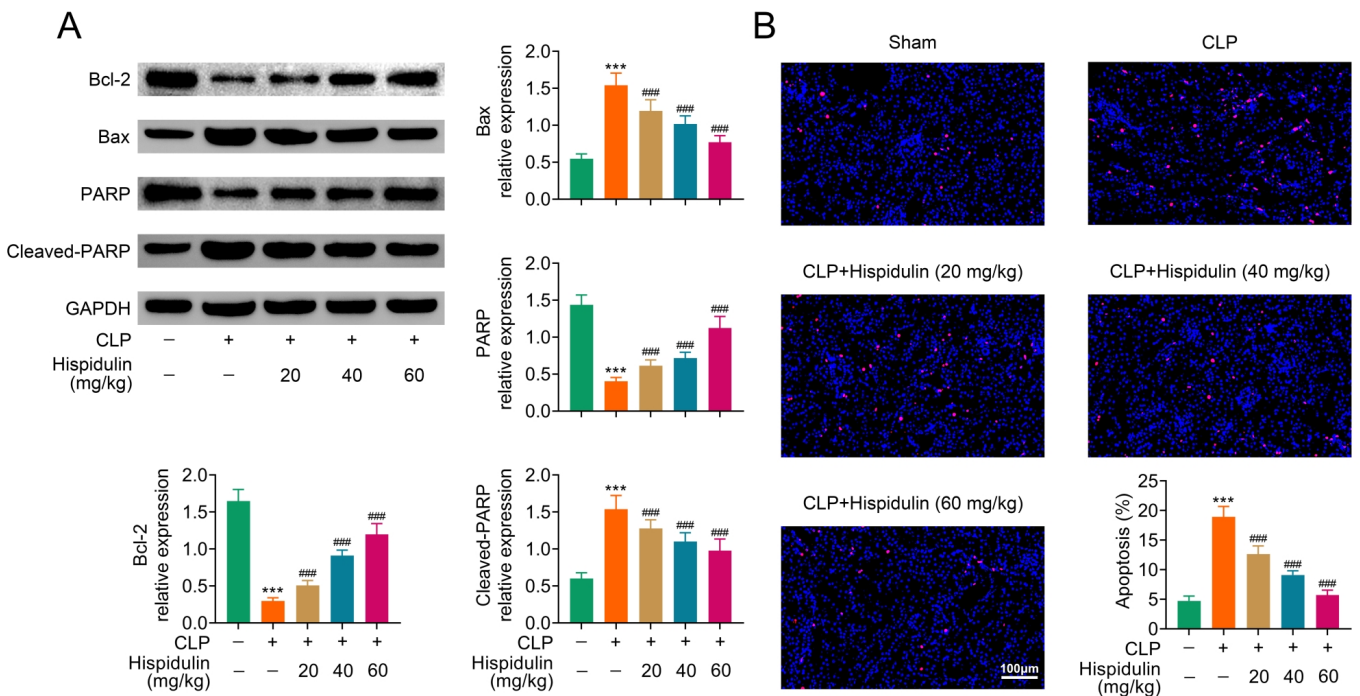 A
Bcl-2
Bax
PARP
Cleaved-PARP
GAPDH
CLP − + + + +
Hispidulin
(mg/kg) − − 20 40 60
Bax
relative expression
2.0
1.5
1.0
0.5
0.0
*** ### ### ###
PARP
relative expression
2.0
1.5
1.0
0.5
0.0
*** ### ### ###
Bcl-2
relative expression
2.0
1.5
1.0
0.5
0.0
*** ### ### ###
CLP − + + + +
Hispidulin
(mg/kg) − − 20 40 60
Cleaved-PARP
relative expression
2.0
1.5
1.0
0.5
0.0
*** ### ### ###
CLP − + + + +
Hispidulin
(mg/kg) − − 20 40 60
B
Sham
CLP
CLP+Hispidulin (20 mg/kg)
CLP+Hispidulin (40 mg/kg)
CLP+Hispidulin (60 mg/kg)
100μm
Apoptosis (%)
25
20
15
10
5
0
*** ### ### ###
CLP − + + + +
Hispidulin
(mg/kg) − − 20 40 60